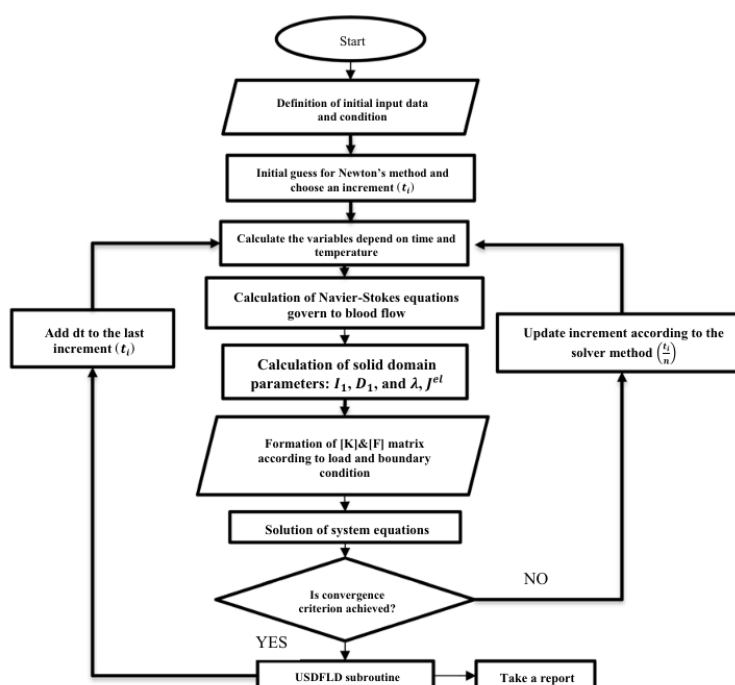 Start
Definition of initial input data
and condition
Initial guess for Newton's method and
choose an increment (tᵢ)
Calculate the variables depend on time and
temperature
Calculation of Navier-Stokes equations
govern to blood flow
Add dt to the last
increment (tᵢ)
Update increment according to the
solver method (tᵢ/n)
Calculation of solid domain
parameters: I₁, D₁, and λ, Jᵉˡ
Formation of [K]&[F] matrix
according to load and boundary
condition
Solution of system equations
Is convergence
criterion achieved?
NO
YES
USDFLD subroutine
Take a report